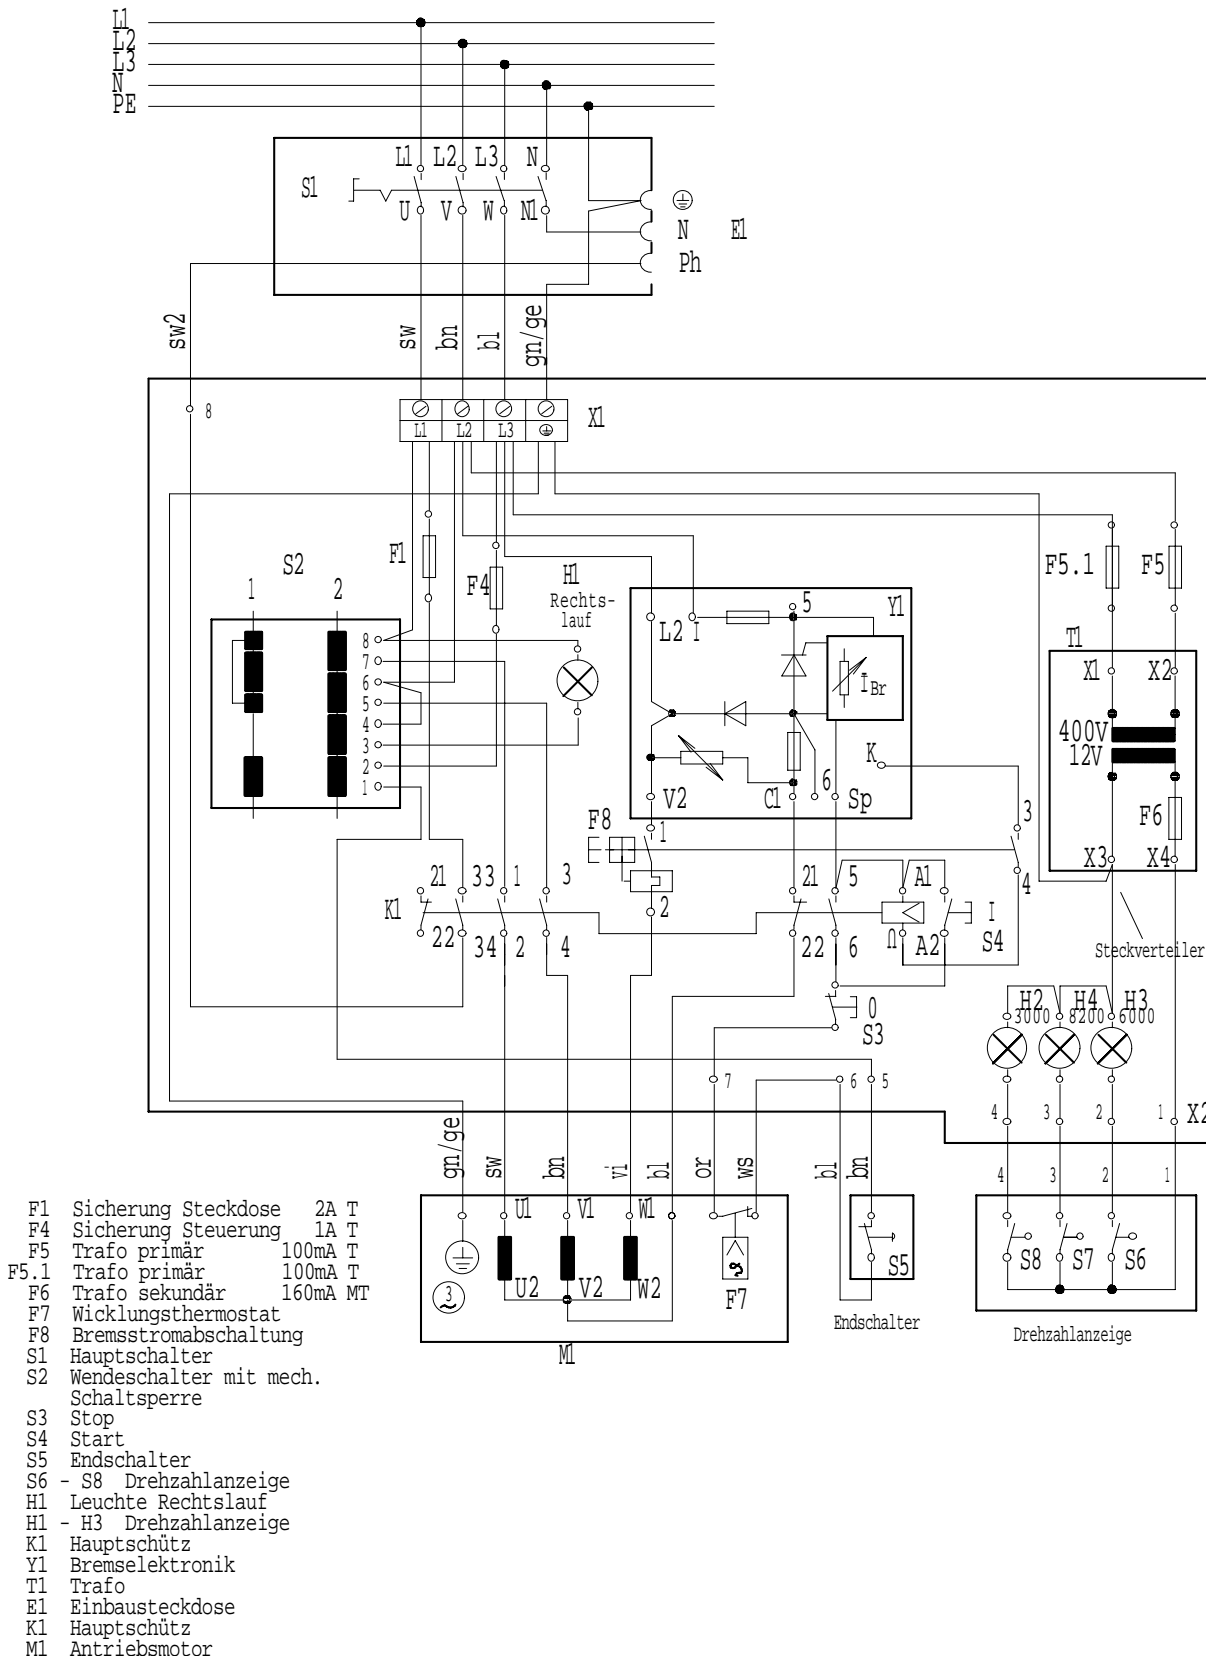 L1
L2
L3
N
PE
L1 L2 L3 N
S1
U V W N1
N E1
Ph
sw2 sw bn bl gn/ge
8
X1
L1 L2 L3
F1
S2
F4
H1
Rechts-
lauf
1 2
8
7
6
5
4
3
2
1
5 Y1
L2 I
I Br
K
V2 C1 6 Sp
F5.1 F5
T1
X1 X2
400V
12V
F6
X3 X4
Steckverteiler
F8 1
2
3
4
K1
21 33 1 3
22 34 2 4
21 5 A1
22 6 Ω A2 S4
I
0
S3
7 6 5
H2 H4 H3
3000 8200 6000
4 3 2 1 X2
gn/ge sw bn vi bl or ws bl bn
4 3 2 1
U1 V1 W1
U2 V2 W2
3
~
F7
M1
S5
Endschalter
S8 S7 S6
Drehzahlanzeige
F1 Sicherung Steckdose 2A T
F4 Sicherung Steuerung 1A T
F5 Trafo primär 100mA T
F5.1 Trafo primär 100mA T
F6 Trafo sekundär 160mA MT
F7 Wicklungsthermostat
F8 Bremsstromabschaltung
S1 Hauptschalter
S2 Wendeschalter mit mech.
Schaltsperre
S3 Stop
S4 Start
S5 Endschalter
S6 - S8 Drehzahlanzeige
H1 Leuchte Rechtslauf
H1 - H3 Drehzahlanzeige
K1 Hauptschütz
Y1 Bremselektronik
T1 Trafo
E1 Einbausteckdose
K1 Hauptschütz
M1 Antriebsmotor